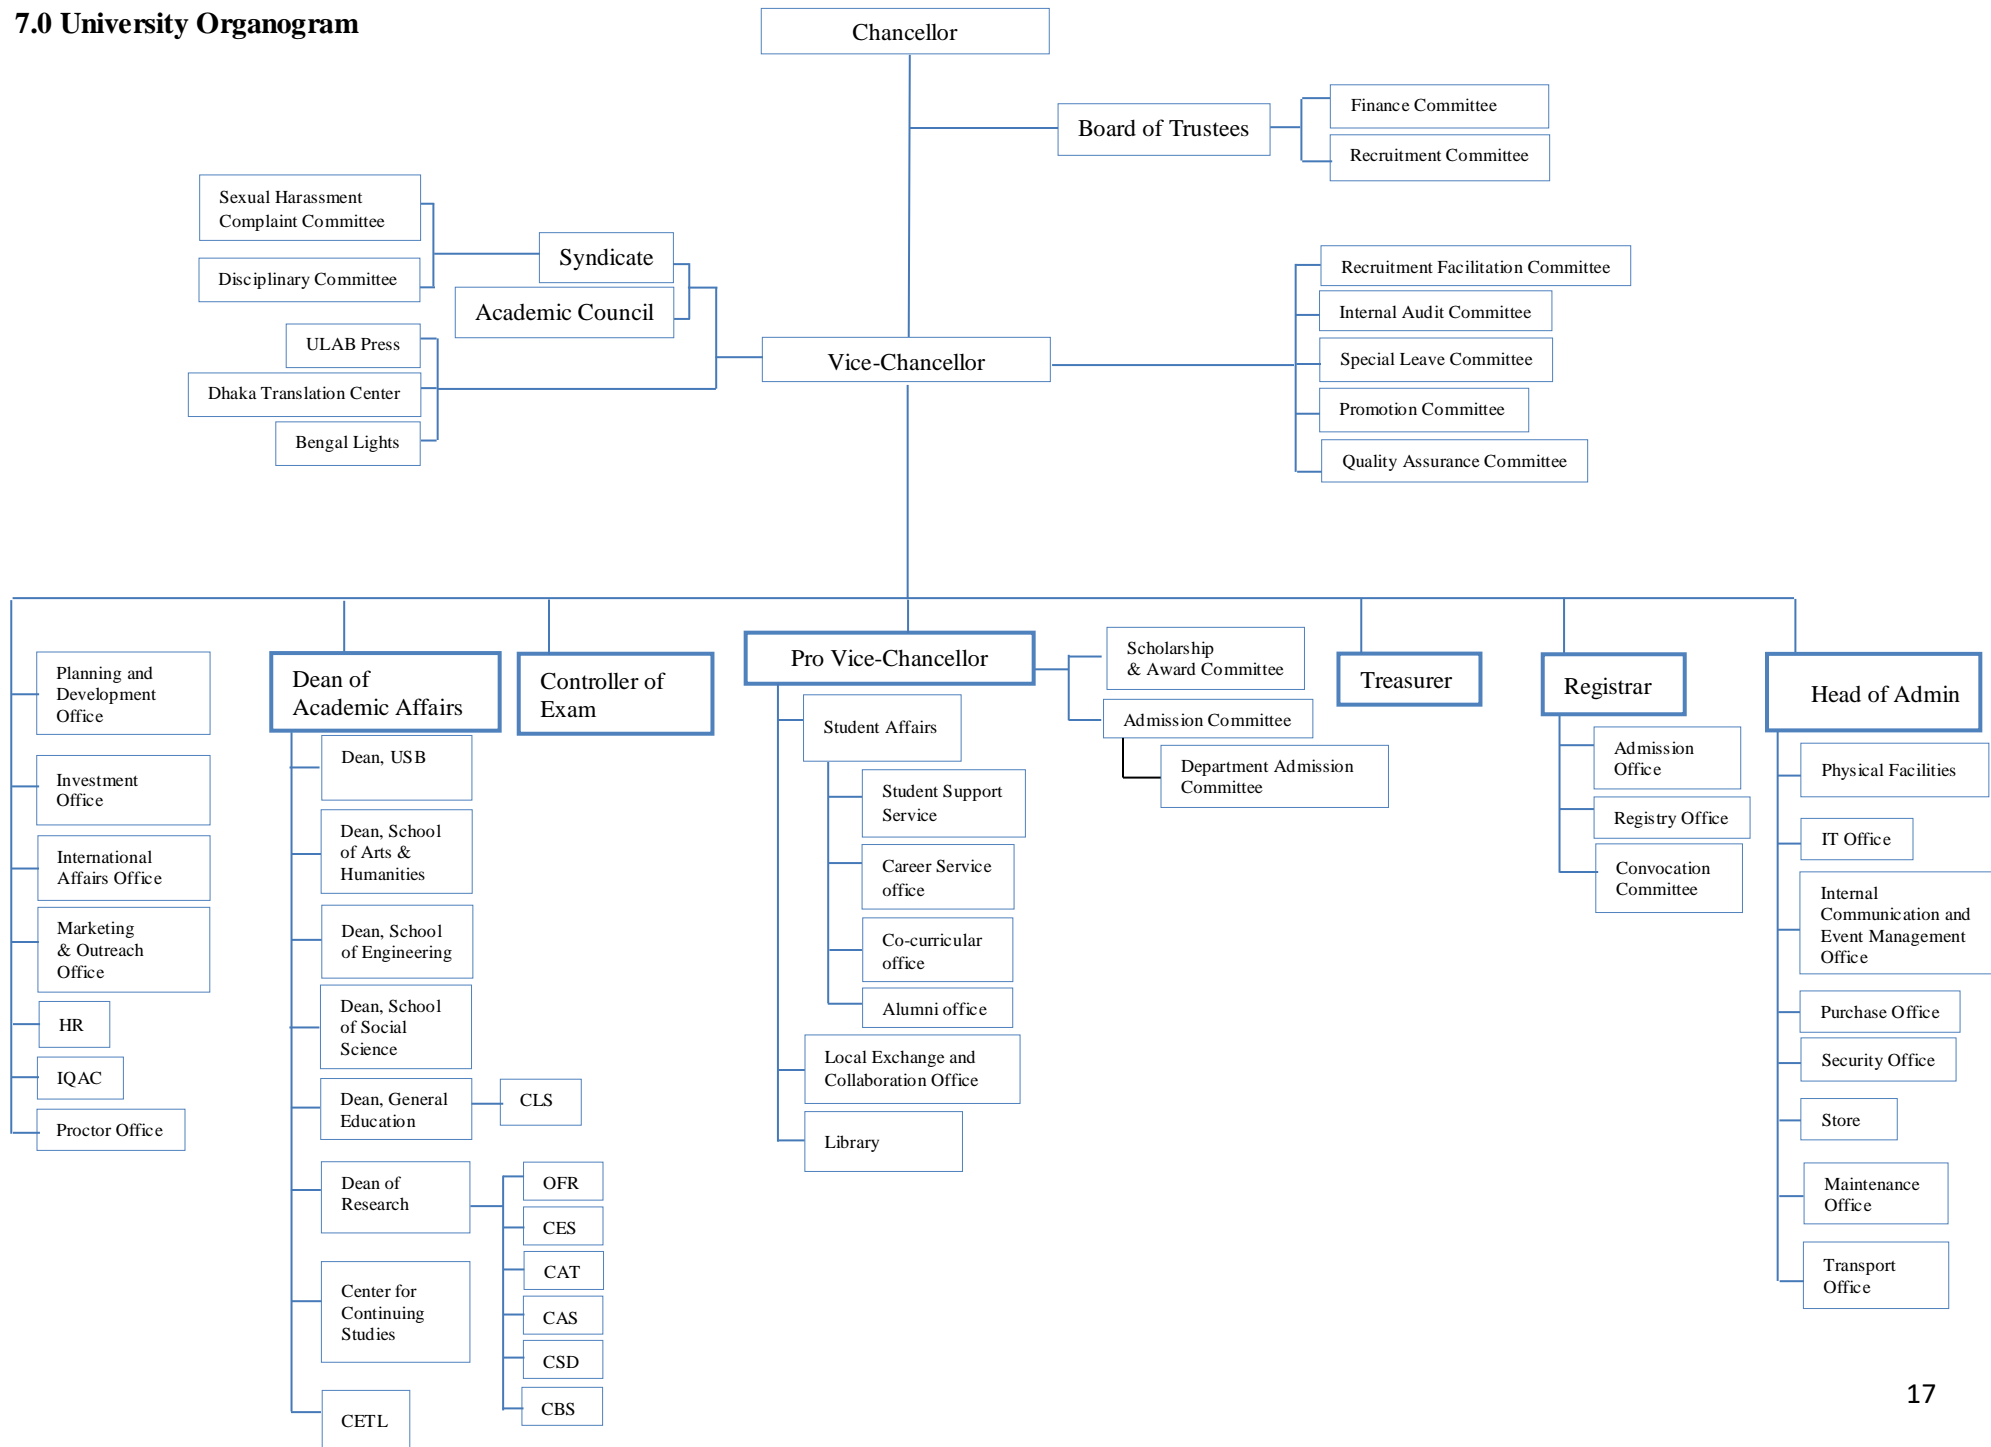 7.0 University Organogram
Chancellor
Board of Trustees
Finance Committee
Recruitment Committee
Sexual Harassment
Complaint Committee
Disciplinary Committee
Syndicate
Academic Council
ULAB Press
Dhaka Translation Center
Bengal Lights
Vice-Chancellor
Recruitment Facilitation Committee
Internal Audit Committee
Special Leave Committee
Promotion Committee
Quality Assurance Committee
Planning and
Development
Office
Investment
Office
International
Affairs Office
Marketing
& Outreach
Office
HR
IQAC
Proctor Office
Dean of
Academic Affairs
Dean, USB
Dean, School
of Arts &
Humanities
Dean, School
of Engineering
Dean, School
of Social
Science
Dean, General
Education
CLS
Dean of
Research
OFR
CES
CAT
CAS
CSD
CBS
Center for
Continuing
Studies
CETL
Controller of
Exam
Pro Vice-Chancellor
Scholarship
& Award Committee
Admission Committee
Department Admission
Committee
Student Affairs
Student Support
Service
Career Service
office
Co-curricular
office
Alumni office
Local Exchange and
Collaboration Office
Library
Treasurer
Registrar
Admission
Office
Registry Office
Convocation
Committee
Head of Admin
Physical Facilities
IT Office
Internal
Communication and
Event Management
Office
Purchase Office
Security Office
Store
Maintenance
Office
Transport
Office
17